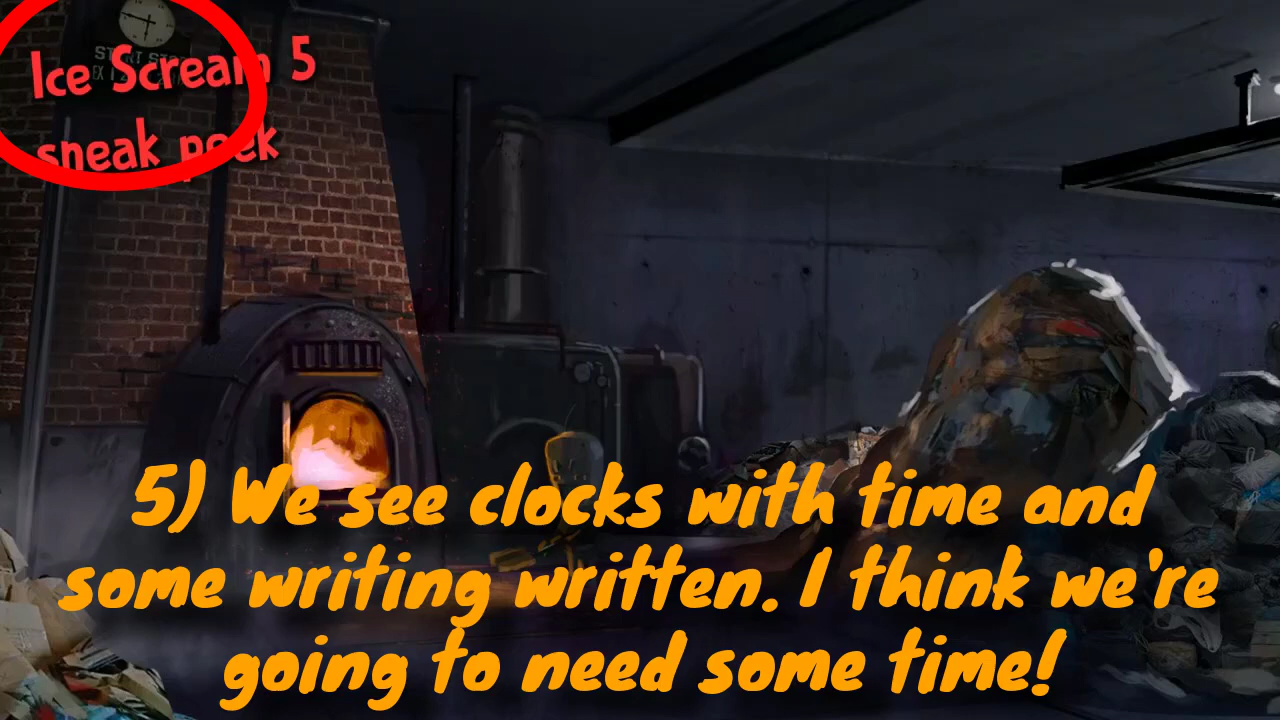 Ice Scream 5
sneak peek
5) We see clocks with time and
some writing written. I think we're
going to need some time!